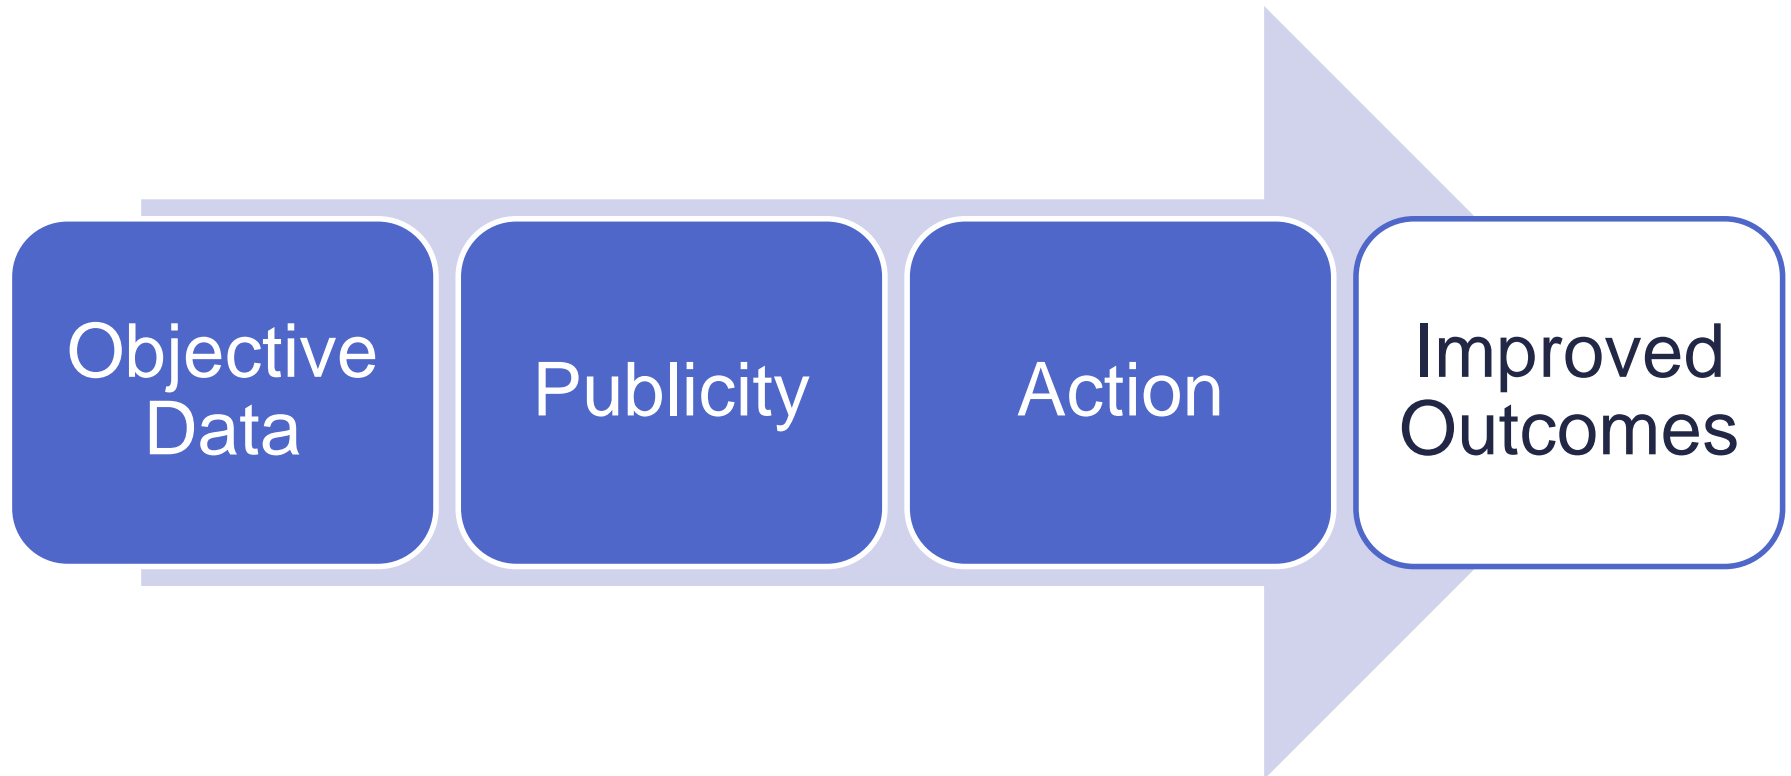 Objective
Data
Publicity
Action
Improved
Outcomes